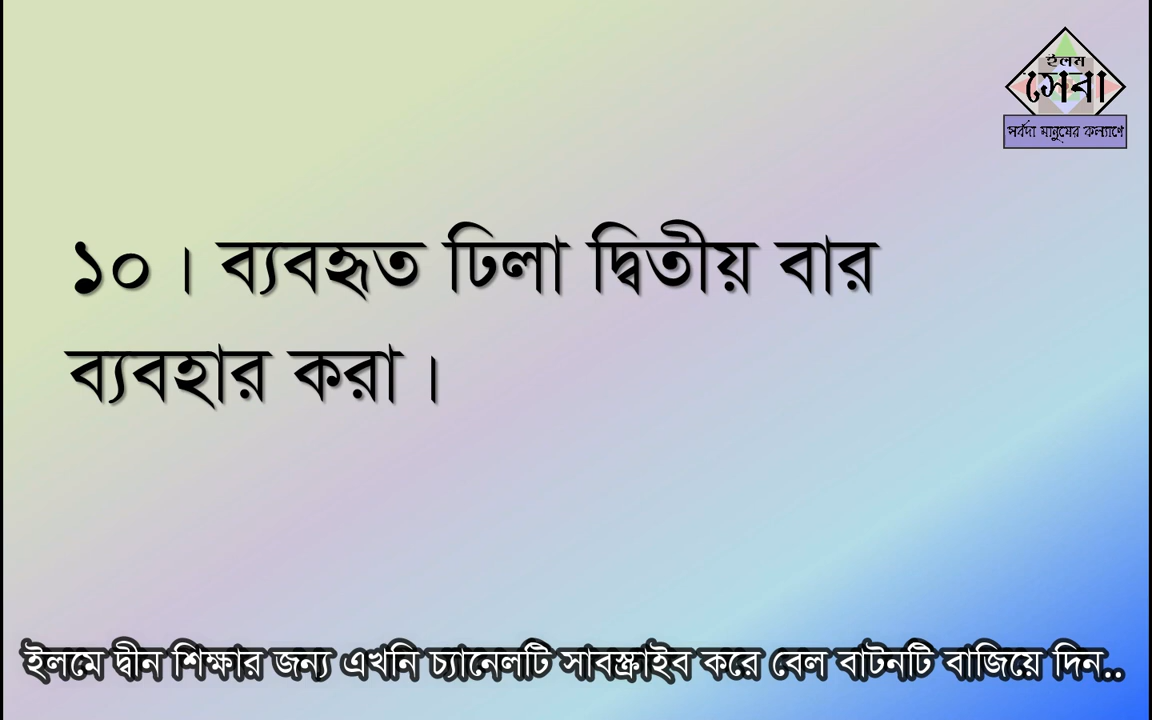 ইলম
সেবা
সর্বদা মানুষের কল্যাণে
১০। ব্যবহৃত ঢিলা দ্বিতীয় বার
ব্যবহার করা।
ইলমে দ্বীন শিক্ষার জন্য এখনি চ্যানেলটি সাবস্ক্রাইব করে বেল বাটনটি বাজিয়ে দিন..